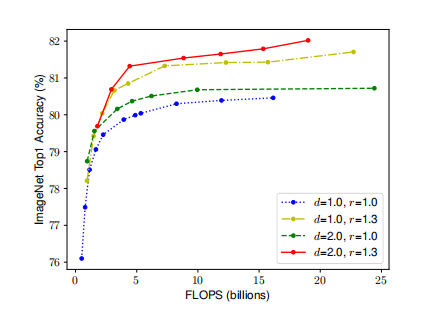 82
81
80
79
78
77
76
0
5
10
15
20
25
ImageNet Top1 Accuracy (%)
FLOPS (billions)
d=1.0, r=1.0
d=1.0, r=1.3
d=2.0, r=1.0
d=2.0, r=1.3